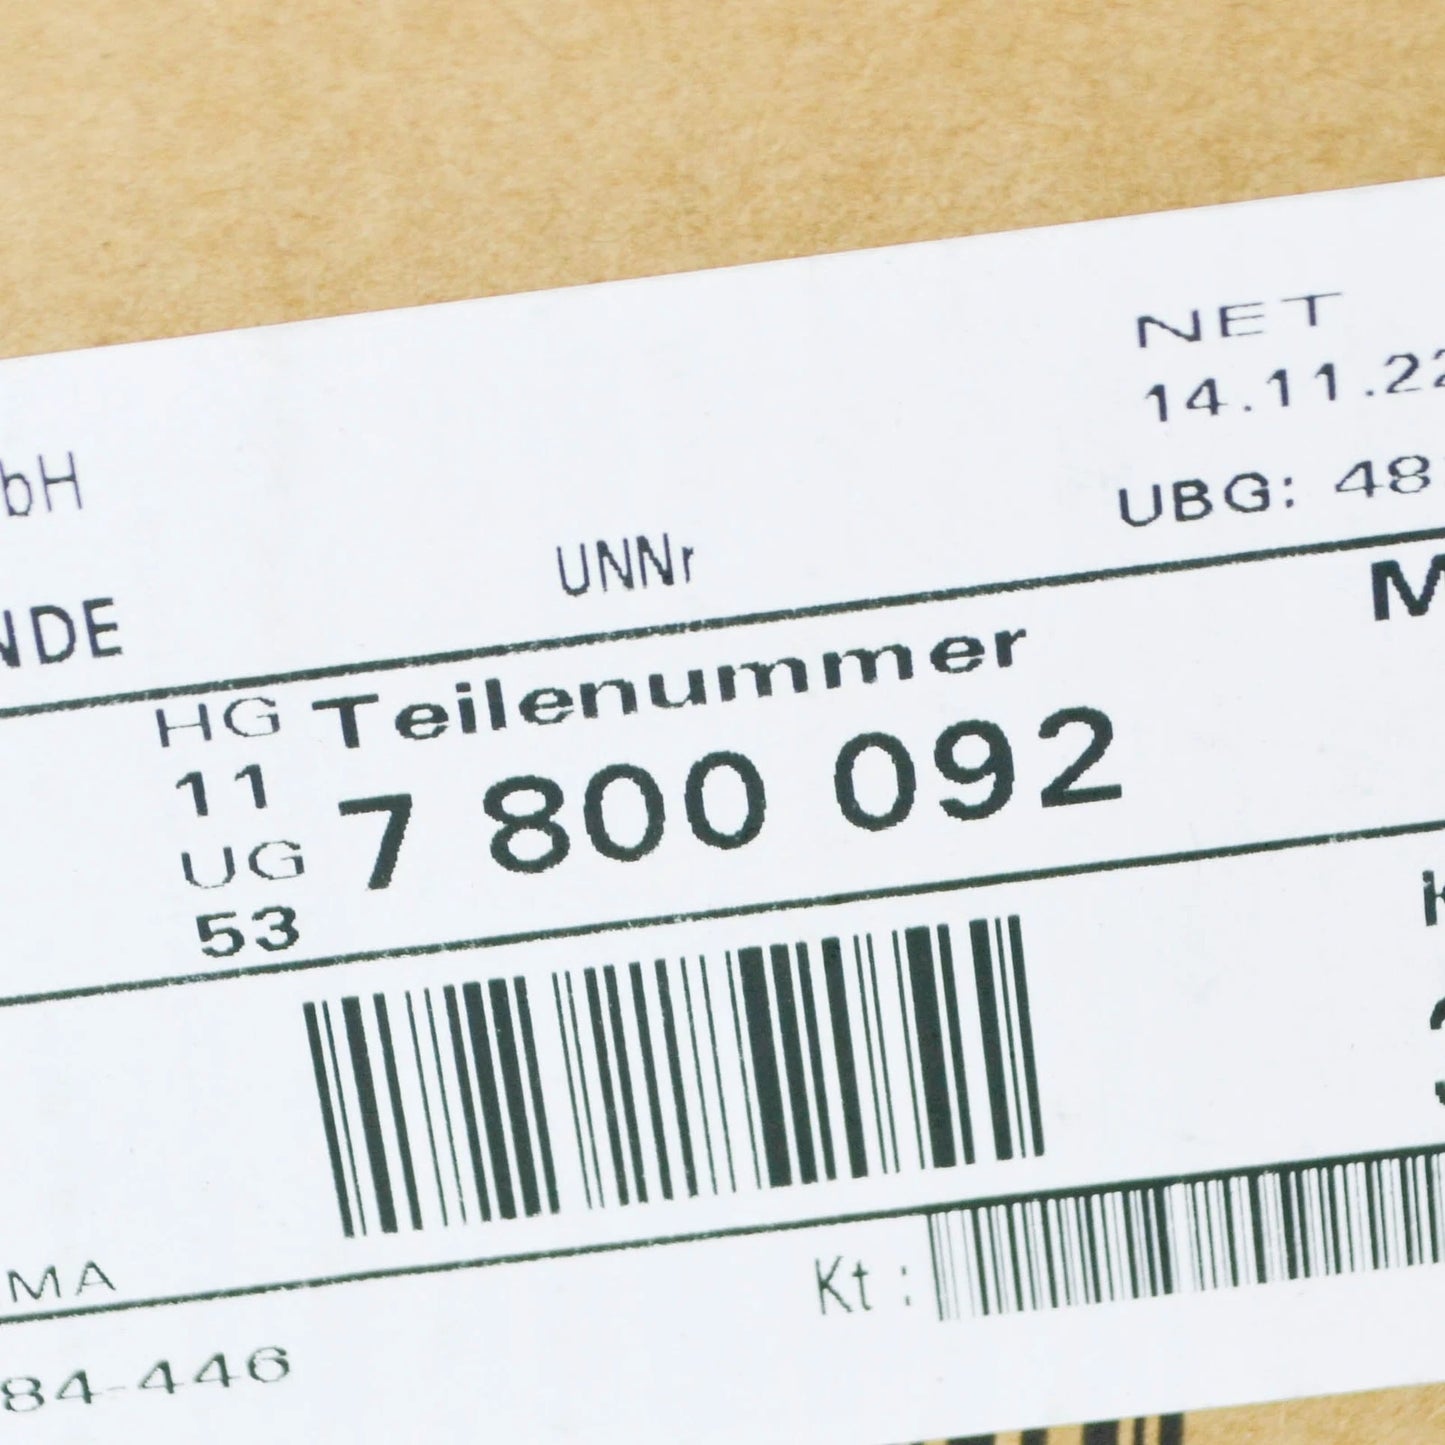 NET
14.11.22
bH
UBG: 48
UNNr
NDE
M
HG Teilenummer
11
7 800 092
UG
53
MA
Kt :
84-446